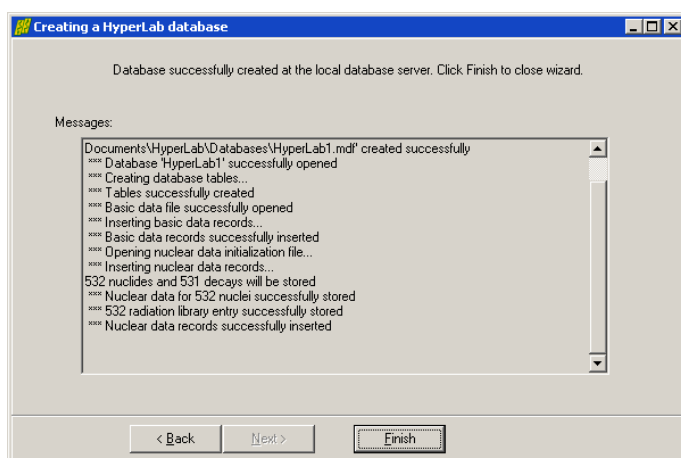 Creating a HyperLab database
Database successfully created at the local database server. Click Finish to close wizard.
Messages:
Documents\HyperLab\Databases\HyperLab1.mdf' created successfully
*** Database 'HyperLab1' successfully opened
*** Creating database tables...
*** Tables successfully created
*** Basic data file successfully opened
*** Inserting basic data records...
*** Basic data records successfully inserted
*** Opening nuclear data initialization file...
*** Inserting nuclear data records...
532 nuclides and 531 decays will be stored
*** Nuclear data for 532 nuclei successfully stored
*** 532 radiation library entry successfully stored
*** Nuclear data records successfully inserted
< Back Next > Finish